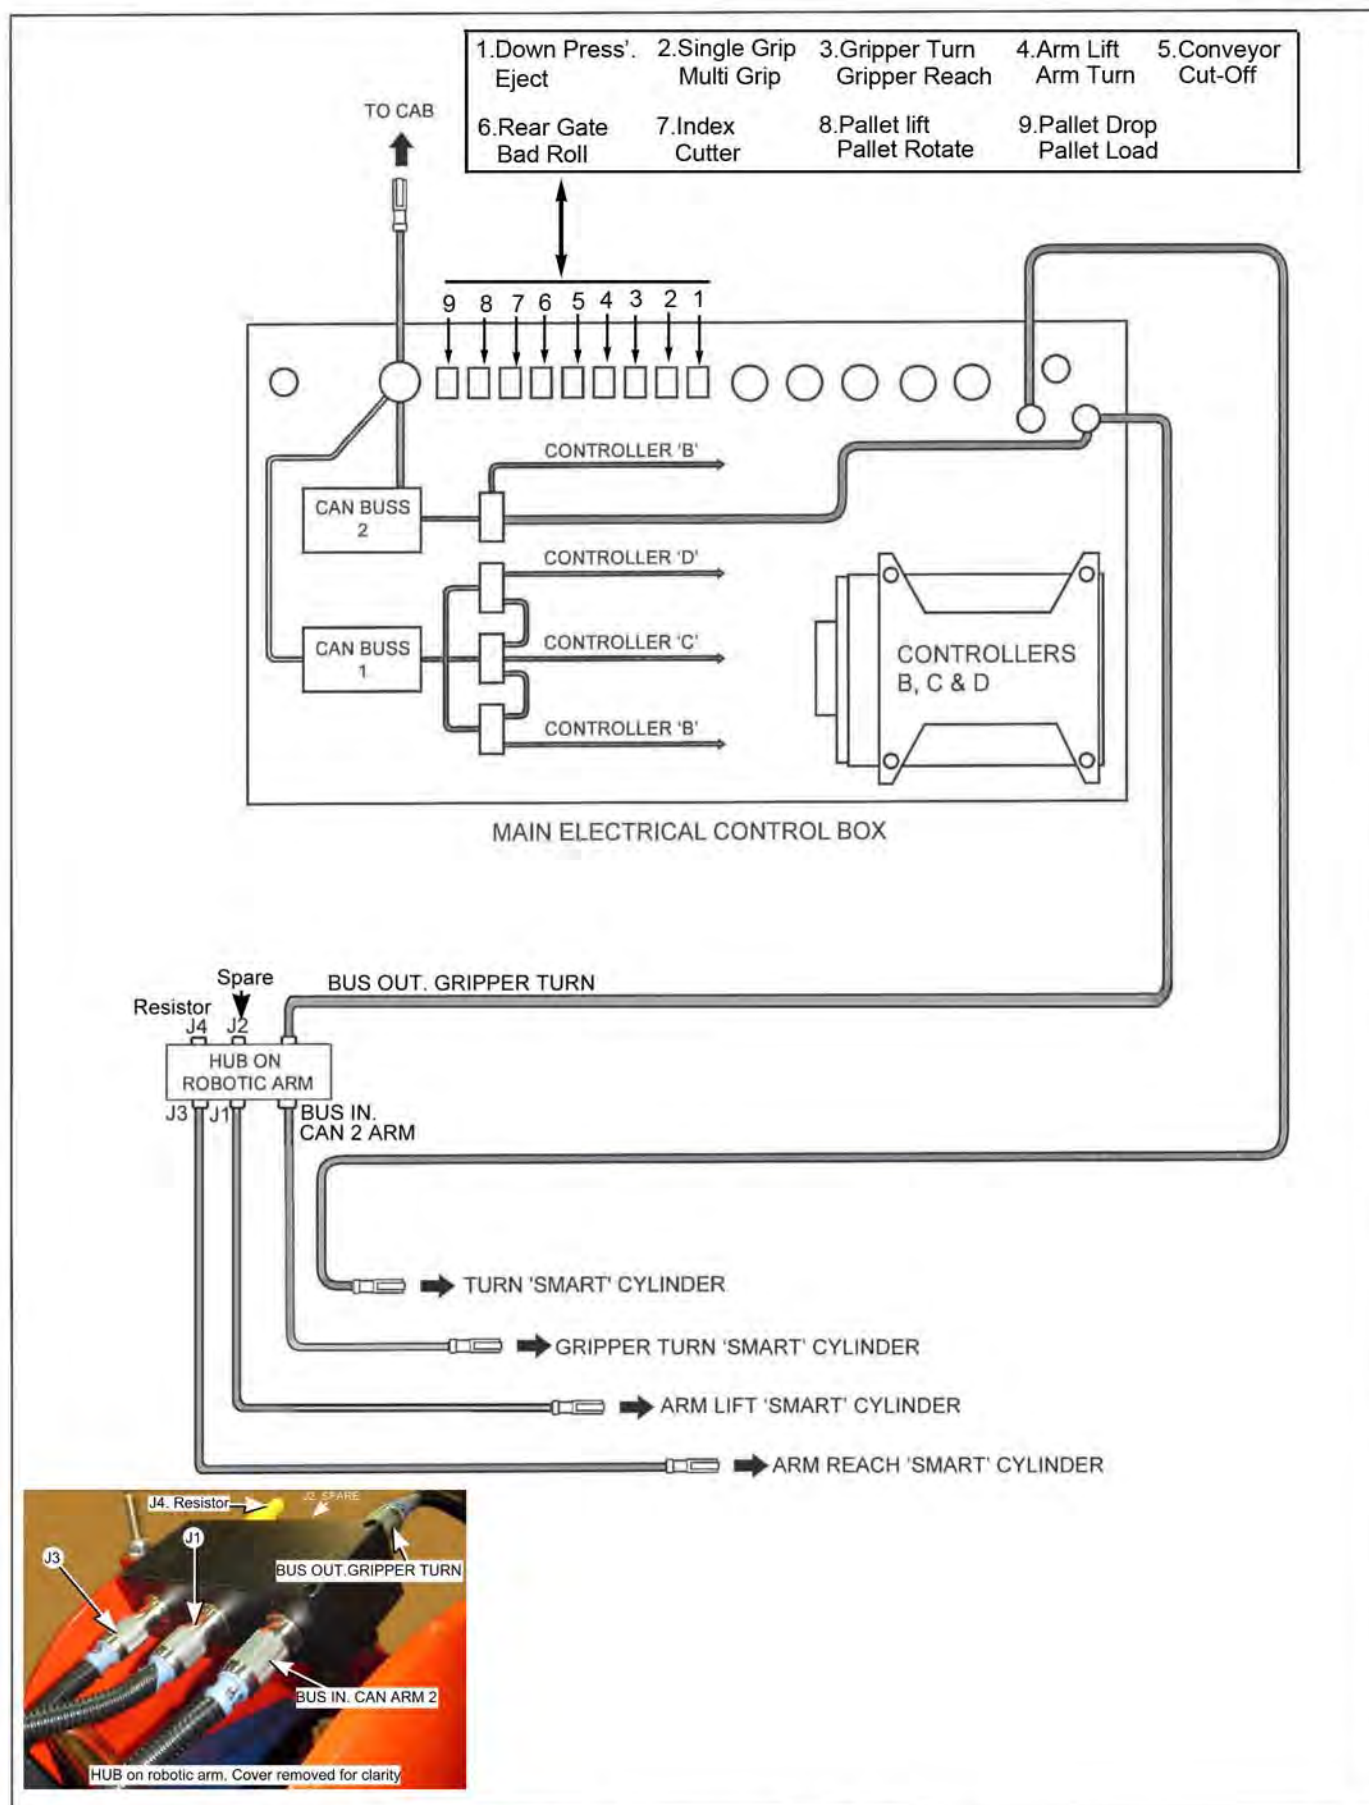 1.Down Press'.
Eject
2.Single Grip
Multi Grip
3.Gripper Turn
Gripper Reach
4.Arm Lift
Arm Turn
5.Conveyor
Cut-Off
6.Rear Gate
Bad Roll
7.Index
Cutter
8.Pallet lift
Pallet Rotate
9.Pallet Drop
Pallet Load
TO CAB
9 8 7 6 5 4 3 2 1
CONTROLLER 'B'
CAN BUSS
2
CONTROLLER 'D'
CAN BUSS
1
CONTROLLER 'C'
CONTROLLER 'B'
CONTROLLERS
B, C & D
MAIN ELECTRICAL CONTROL BOX
Spare
BUS OUT. GRIPPER TURN
Resistor
J4 J2
HUB ON
ROBOTIC ARM
J3 J1
BUS IN.
CAN 2 ARM
TURN 'SMART' CYLINDER
GRIPPER TURN 'SMART' CYLINDER
ARM LIFT 'SMART' CYLINDER
ARM REACH 'SMART' CYLINDER
J4. Resistor
J2. SPARE
J1
J3
BUS OUT.GRIPPER TURN
BUS IN. CAN ARM 2
HUB on robotic arm. Cover removed for clarity